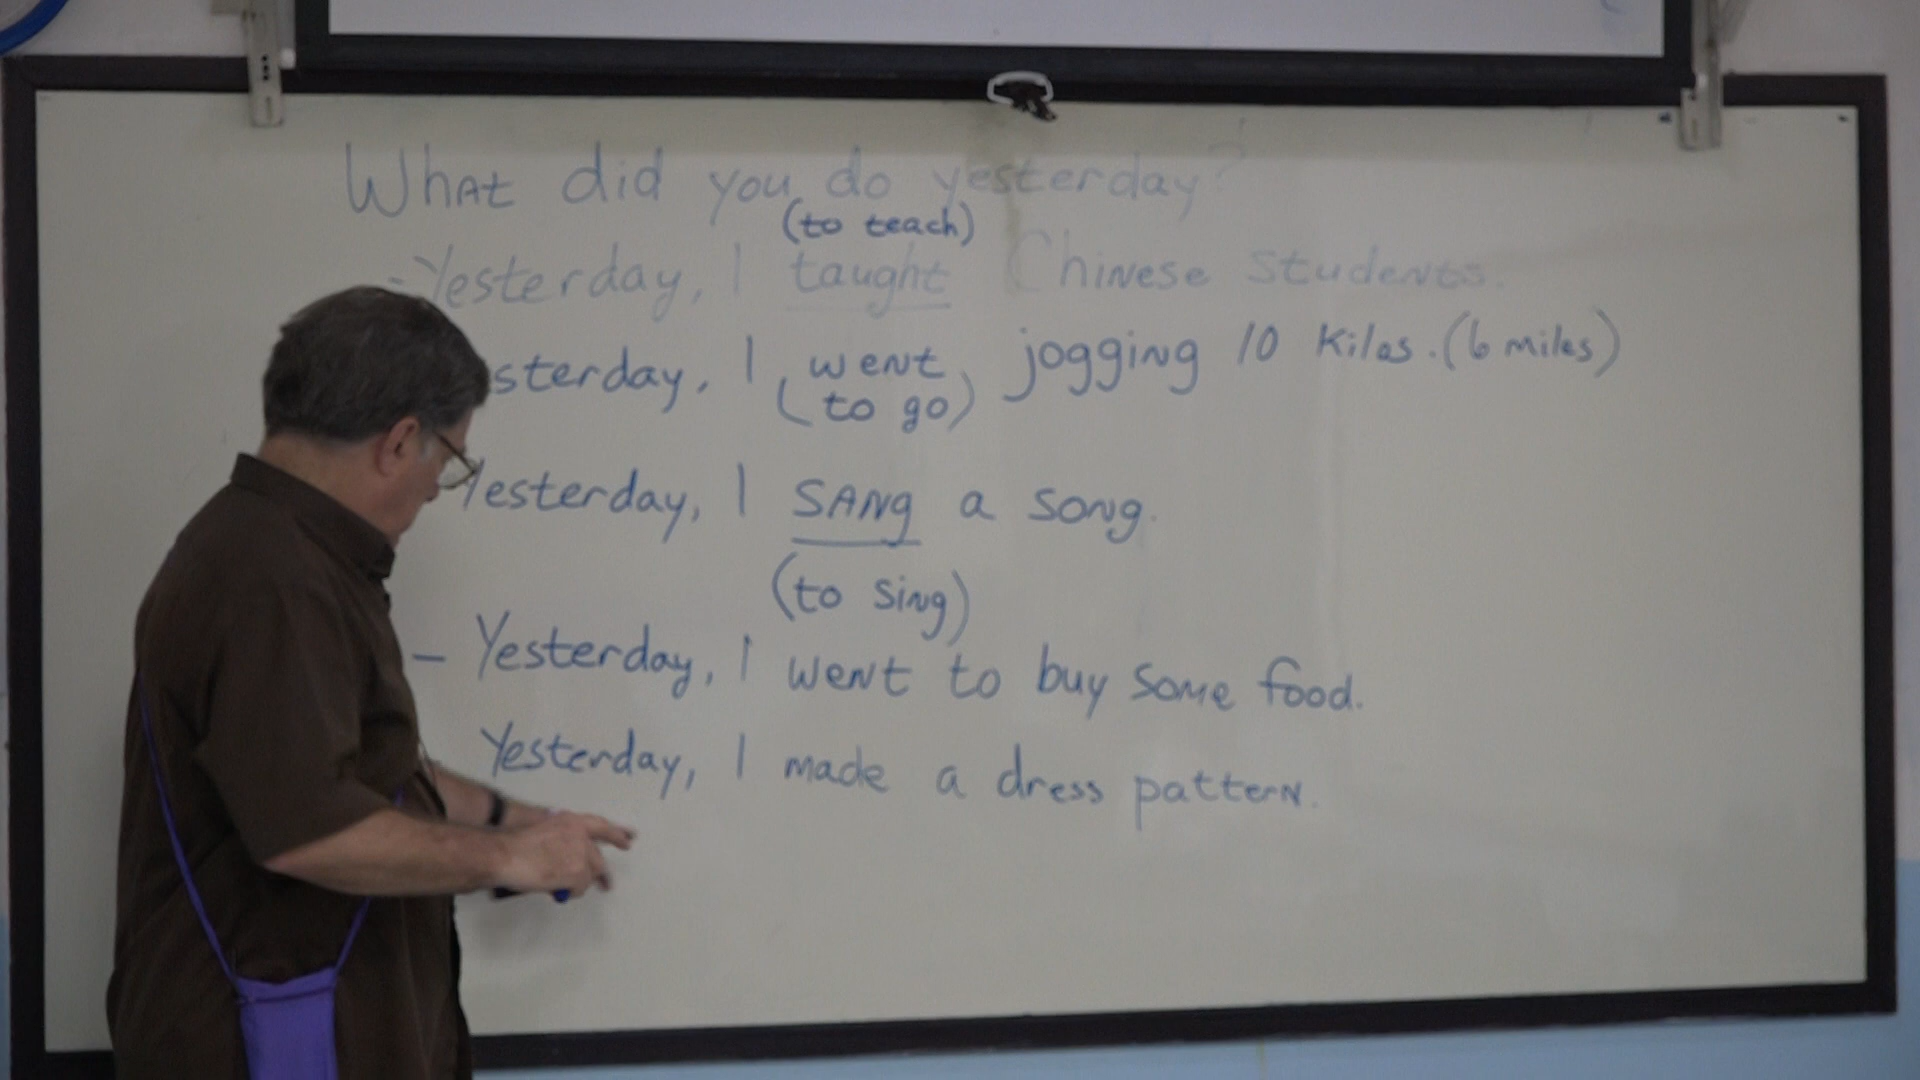 What did you do yesterday?
(to teach)
- Yesterday, I taught Chinese students.
sterday, I went jogging 10 kilos. (6 miles)
(to go)
Yesterday, I SANG a song.
(to sing)
- Yesterday, I went to buy some food.
Yesterday, I made a dress pattern.